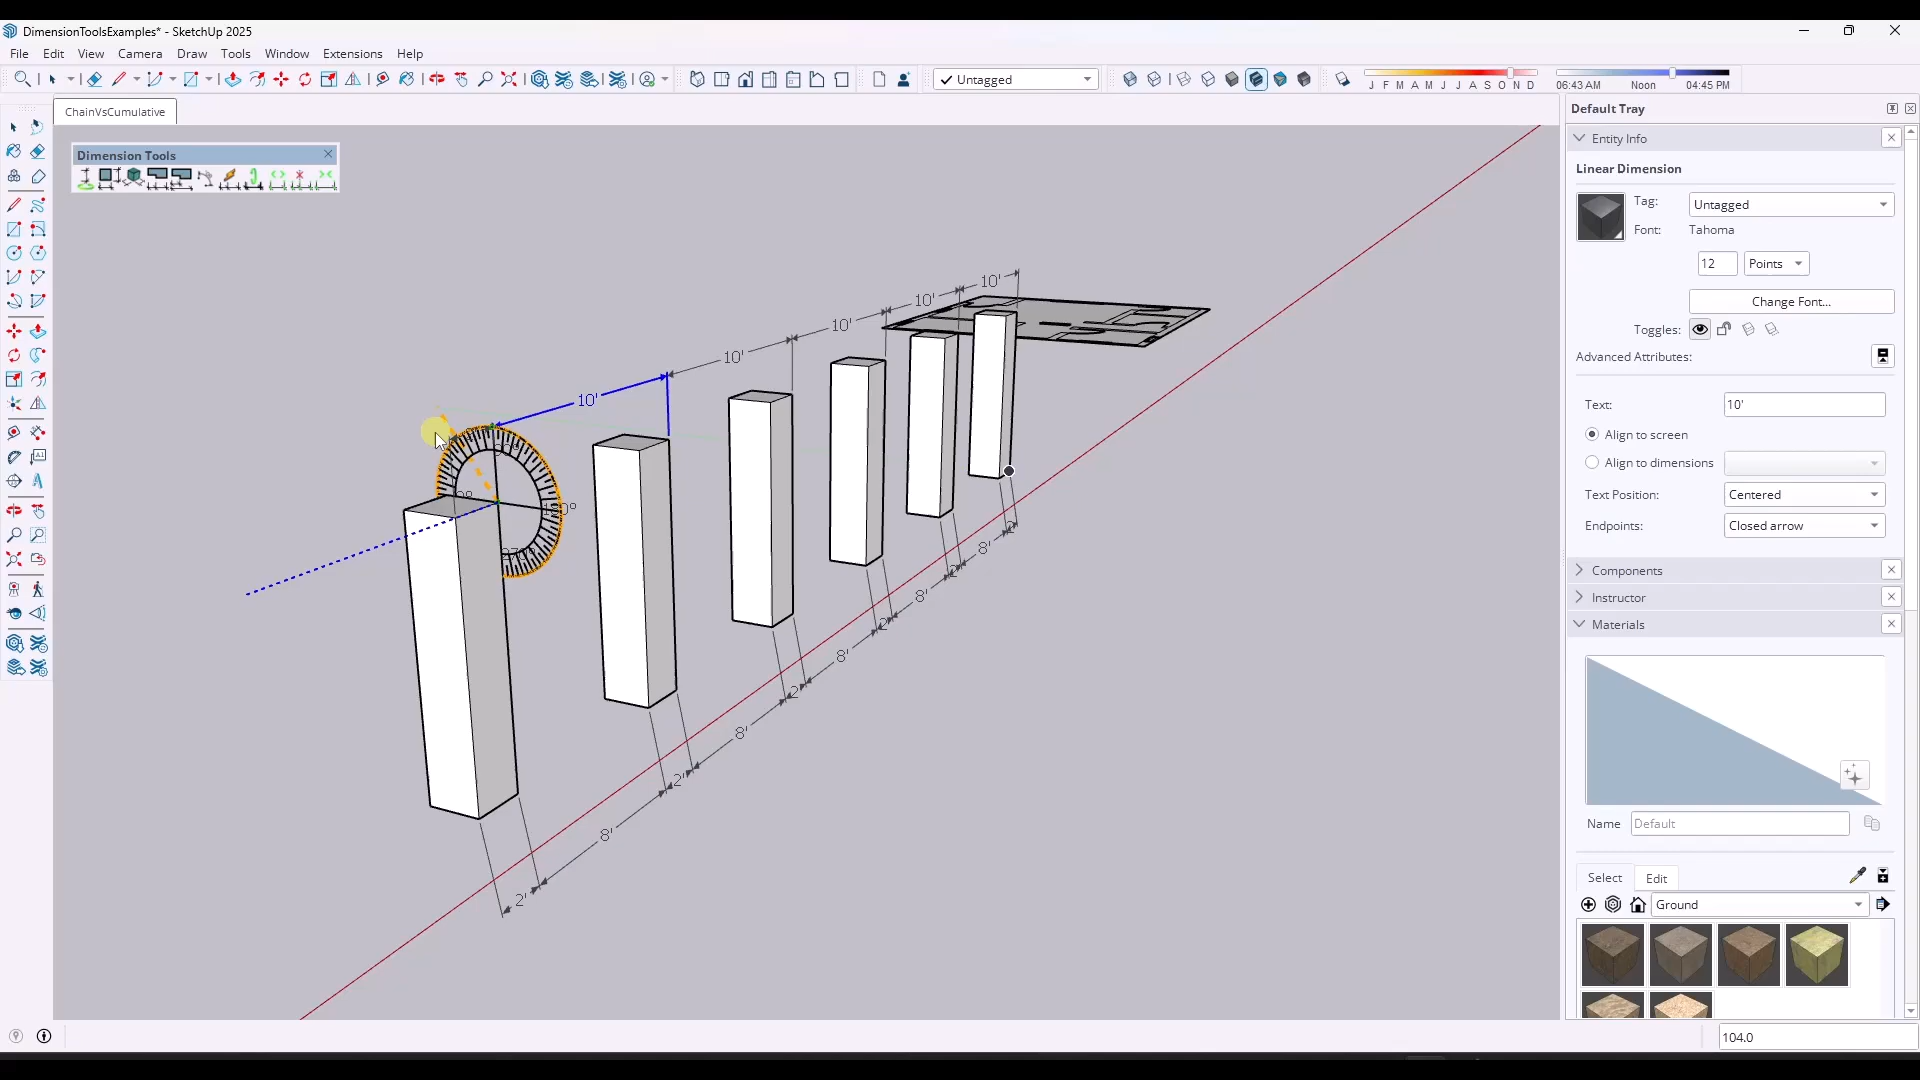 DimensionToolsExamples* - SketchUp 2025
File Edit View Camera Draw Tools Window Extensions Help
Untagged
J F M A M J J A S O N D
06:43 AM Noon 04:45 PM
ChainVsCumulative
Dimension Tools
10'
10'
10'
10'
10'
180°
2'
8'
2'
8'
2'
8'
2'
8'
2'
8'
2'
Default Tray
Entity Info
Linear Dimension
Tag: Untagged
Font: Tahoma
12 Points
Change Font...
Toggles:
Advanced Attributes:
Text: 10'
Align to screen
Align to dimensions
Text Position: Centered
Endpoints: Closed arrow
Components
Instructor
Materials
Name Default
Select Edit
Ground
104.0